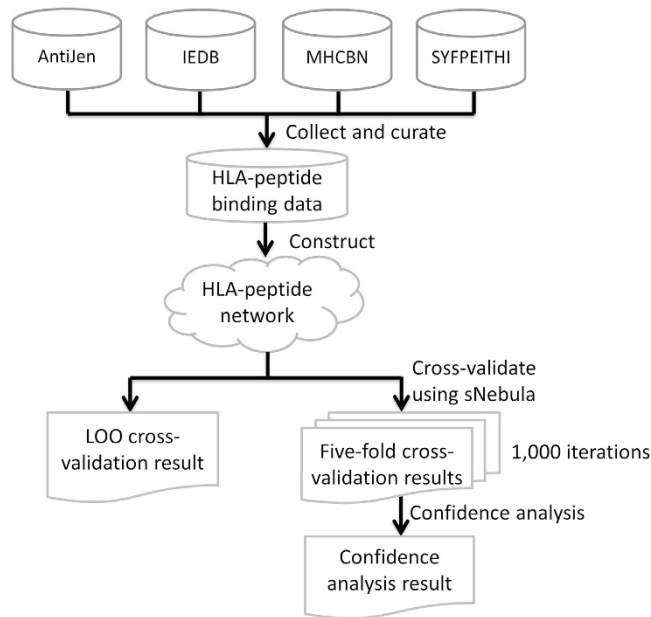 AntiJen
IEDB
MHCBN
SYFPEITHI
Collect and curate
HLA-peptide
binding data
Construct
HLA-peptide
network
Cross-validate
using sNebula
LOO cross-
validation result
Five-fold cross-
validation results
1,000 iterations
Confidence analysis
Confidence
analysis result